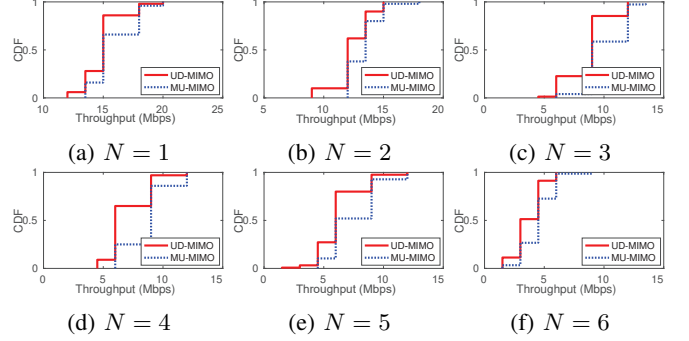 1 1 1
CDF 0.5 CDF 0.5 CDF 0.5
UD-MIMO UD-MIMO UD-MIMO
MU-MIMO MU-MIMO MU-MIMO
0 0 0
10 15 20 25 5 10 15 20 0 5 10 15
Throughput (Mbps) Throughput (Mbps) Throughput (Mbps)
(a) N = 1 (b) N = 2 (c) N = 3
1 1 1
CDF 0.5 CDF 0.5 CDF 0.5
UD-MIMO UD-MIMO UD-MIMO
MU-MIMO MU-MIMO MU-MIMO
0 0 0
0 5 10 15 0 5 10 15 0 5 10 15
Throughput (Mbps) Throughput (Mbps) Throughput (Mbps)
(d) N = 4 (e) N = 5 (f) N = 6